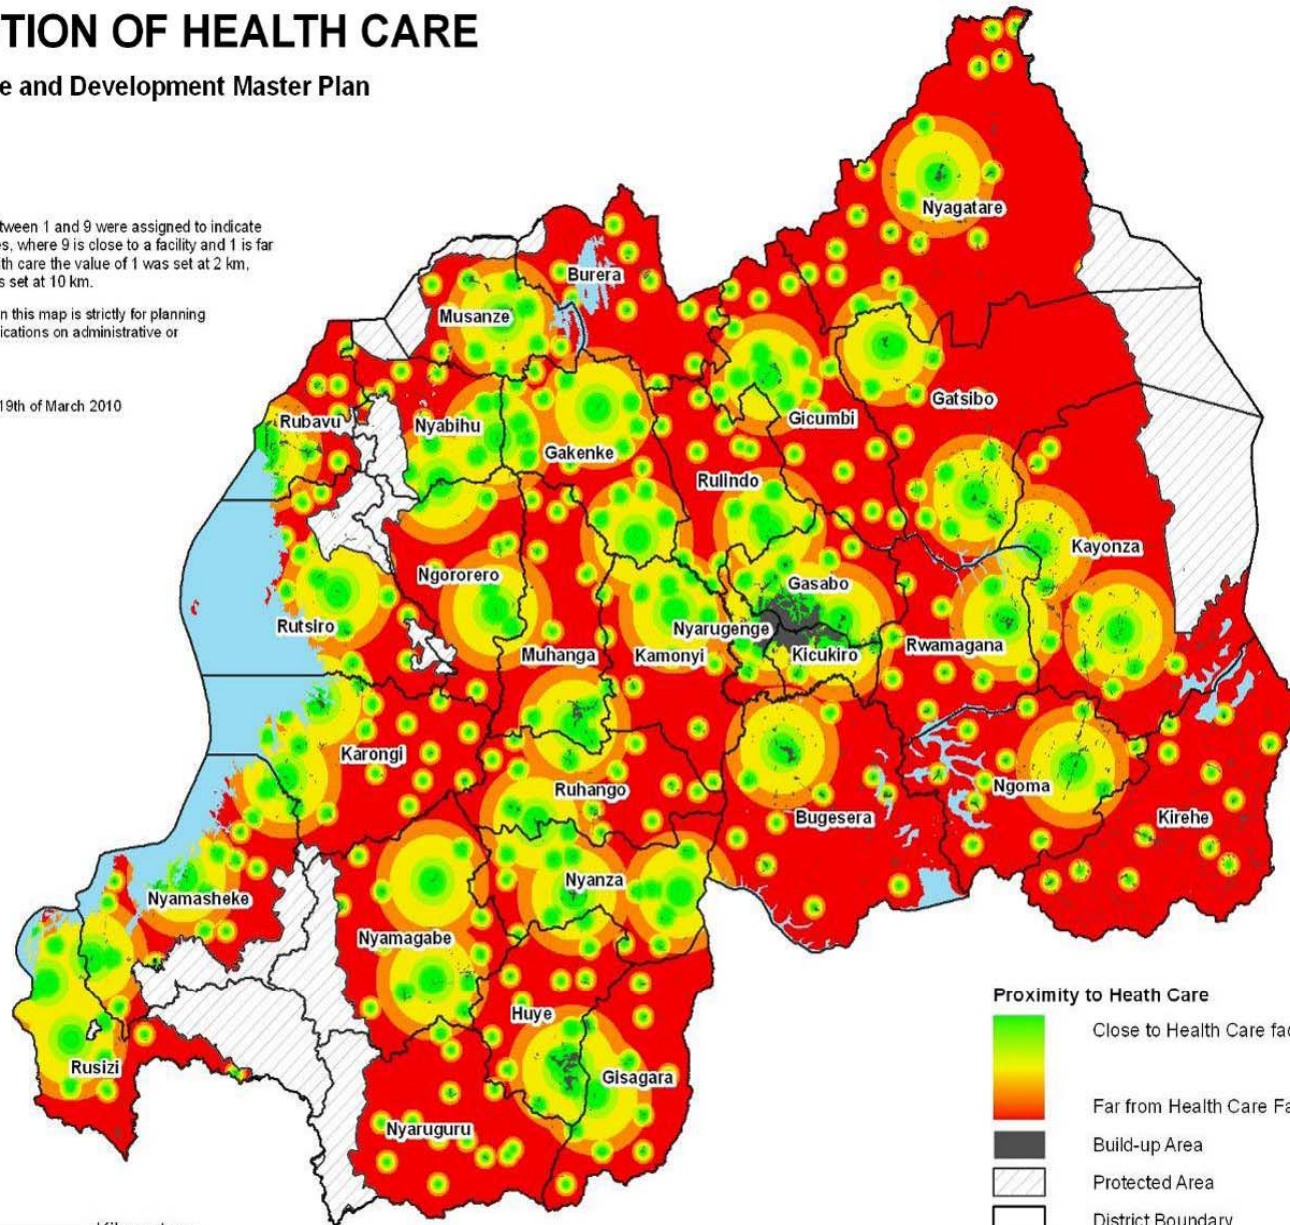 TION OF HEALTH CARE
e and Development Master Plan
tween 1 and 9 were assigned to indicate
es, where 9 is close to a facility and 1 is far
th care the value of 1 was set at 2 km,
s set at 10 km.
n this map is strictly for planning
ications on administrative or
19th of March 2010
Nyagatare
Burera
Musanze
Gatsibo
Rubavu
Nyabihu
Gicumbi
Gakenke
Rulindo
Kayonza
Ngororero
Gasabo
Rutsiro
Nyarugenge
Muhanga
Kamonyi
Kicukiro
Rwamagana
Karongi
Ruhango
Ngoma
Bugesera
Kirehe
Nyanza
Nyamasheke
Nyamagabe
Huye
Rusizi
Gisagara
Nyaruguru
Proximity to Heath Care
Close to Health Care fac
Far from Health Care Fa
Build-up Area
Protected Area
District Boundary